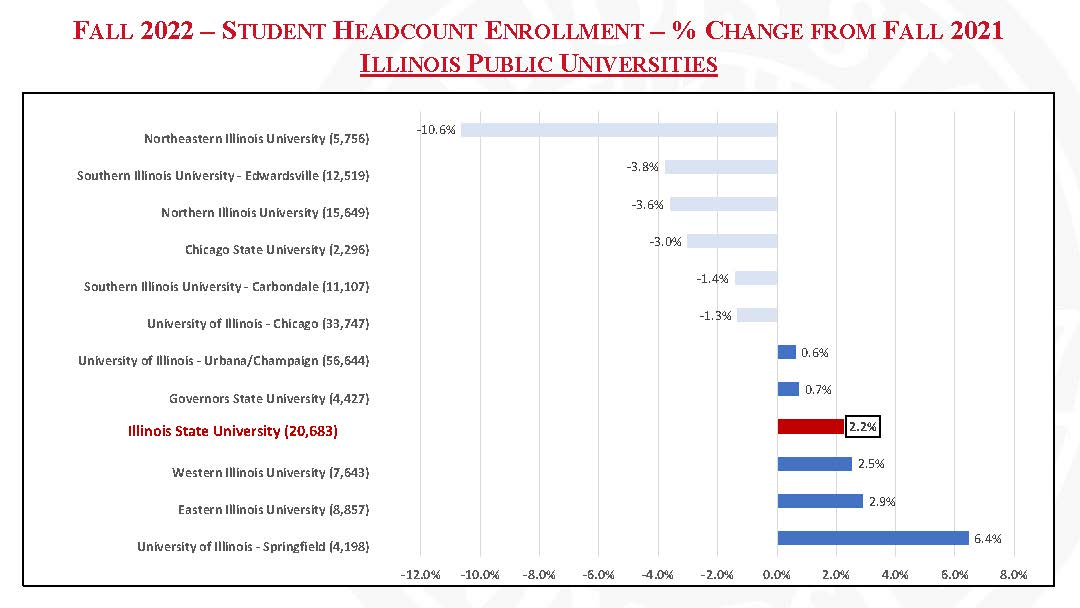 FALL 2022 – STUDENT HEADCOUNT ENROLLMENT – % CHANGE FROM FALL 2021
ILLINOIS PUBLIC UNIVERSITIES
Northeastern Illinois University (5,756) -10.6%
Southern Illinois University - Edwardsville (12,519) -3.8%
Northern Illinois University (15,649) -3.6%
Chicago State University (2,296) -3.0%
Southern Illinois University - Carbondale (11,107) -1.4%
University of Illinois - Chicago (33,747) -1.3%
University of Illinois - Urbana/Champaign (56,644) 0.6%
Governors State University (4,427) 0.7%
Illinois State University (20,683) 2.2%
Western Illinois University (7,643) 2.5%
Eastern Illinois University (8,857) 2.9%
University of Illinois - Springfield (4,198) 6.4%
-12.0% -10.0% -8.0% -6.0% -4.0% -2.0% 0.0% 2.0% 4.0% 6.0% 8.0%